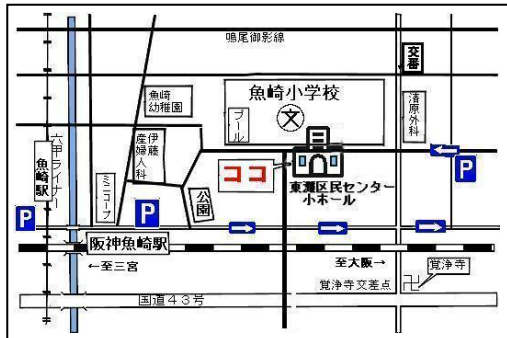 鳴尾御影線
交番
魚崎小学校
文
プール
魚崎
幼稚園
清原外科
六甲ライナー
魚崎駅
伊藤
産婦人科
ミニコープ
公園
ココ
東灘区民センター
小ホール
P
P
P
阪神魚崎駅
←至三宮
至大阪→
覚浄寺
覚浄寺交差点
卍
国道43号